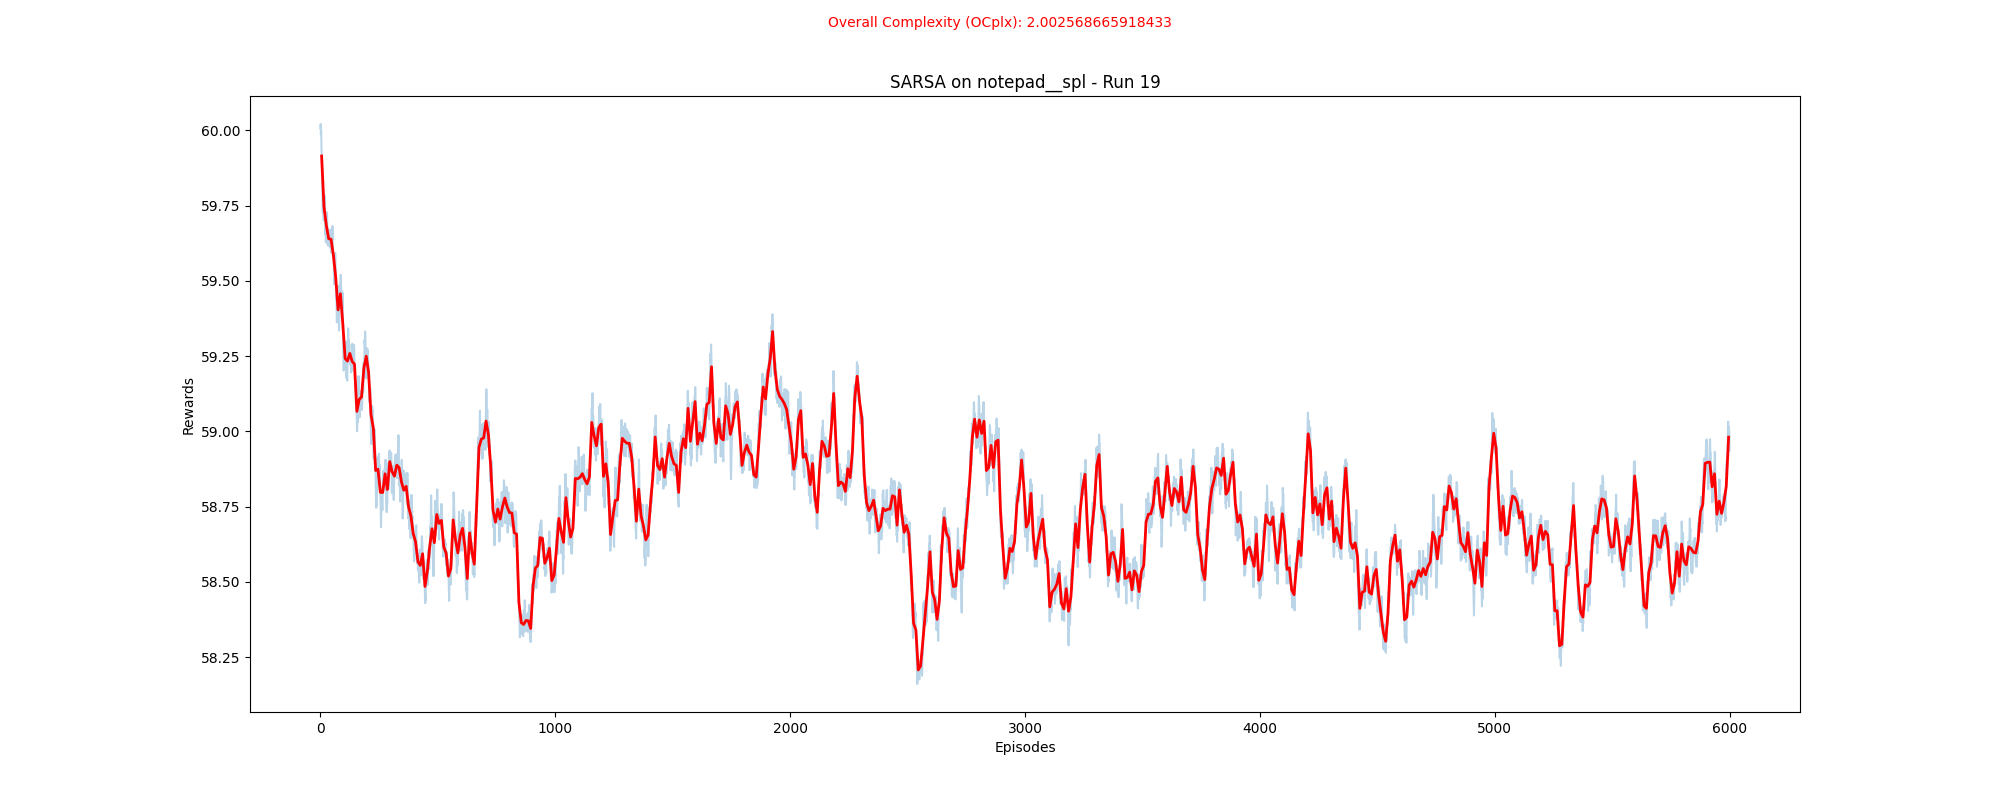 Overall Complexity (OCplx): 2.002568665918433
SARSA on notepad__spl - Run 19
60.00
59.75
59.50
59.25
59.00
58.75
58.50
58.25
Rewards
0 1000 2000 3000 4000 5000 6000
Episodes